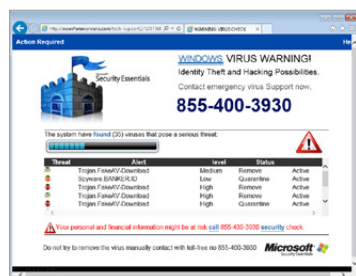 WARNING VIRUS CHECK
Action Required
He
Security Essentials
WINDOWS VIRUS WARNING!
Identity Theft and Hacking Possibilities.
Contact emergency virus Support now.
855-400-3930
The system have found (35) viruses that pose a serious threat:
Threat Alert level Status
Trojan.FakeAV-Download Medium Remove Active
Spyware.BANKER.ID Low Quarantine Active
Trojan.FakeAV-Download High Remove Active
Trojan.FakeAV-Download High Quarantine Active
Trojan.FakeAV-Download High Remove Active
Your personal and financial information might be at risk call 855-400-3930 security check.
Do not try to remove the virus manually contact with toll-free no 855-400-3930
Microsoft
Security Essentials